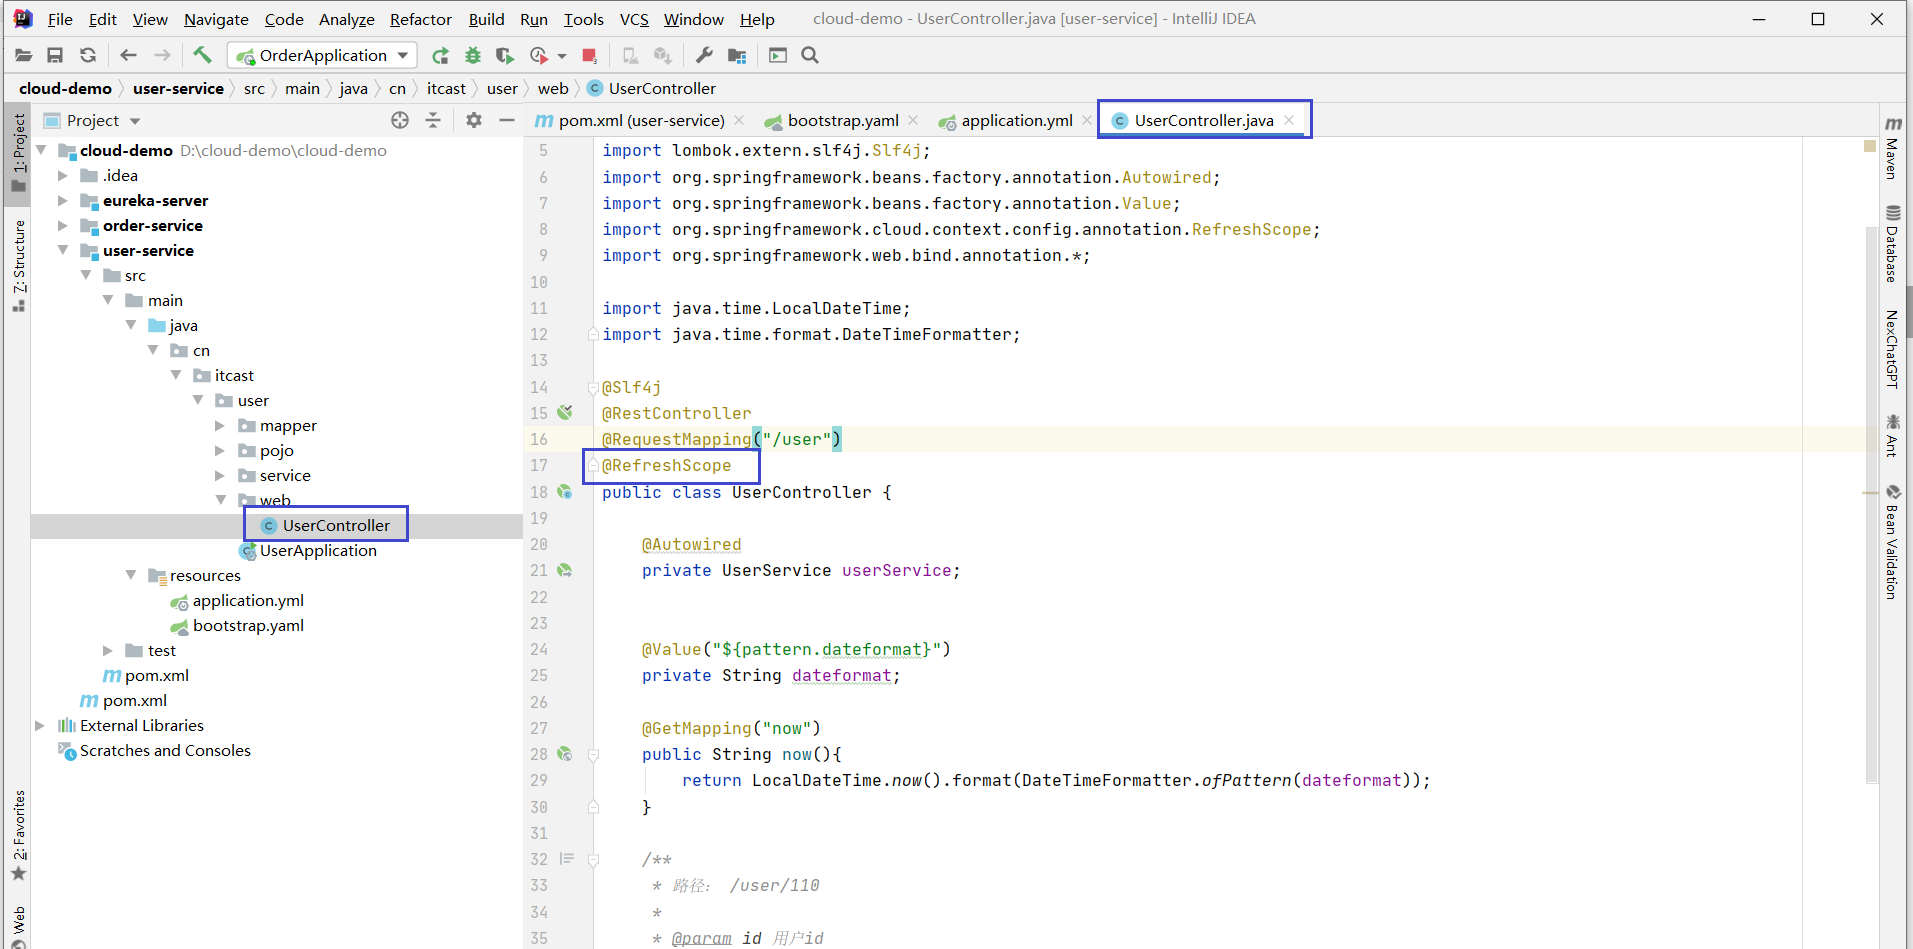 File Edit View Navigate Code Analyze Refactor Build Run Tools VCS Window Help cloud-demo - UserController.java [user-service] - IntelliJ IDEA
OrderApplication
cloud-demo user-service src main java cn itcast user web UserController
Project
pom.xml (user-service) bootstrap.yaml application.yml UserController.java
1: Project
7: Structure
2: Favorites
Web
cloud-demo D:\cloud-demo\cloud-demo
.idea
eureka-server
order-service
user-service
src
main
java
cn
itcast
user
mapper
pojo
service
web
UserController
UserApplication
resources
application.yml
bootstrap.yaml
test
pom.xml
pom.xml
External Libraries
Scratches and Consoles
5 import lombok.extern.slf4j.Slf4j;
6 import org.springframework.beans.factory.annotation.Autowired;
7 import org.springframework.beans.factory.annotation.Value;
8 import org.springframework.cloud.context.config.annotation.RefreshScope;
9 import org.springframework.web.bind.annotation.*;
10
11 import java.time.LocalDateTime;
12 import java.time.format.DateTimeFormatter;
13
14 @Slf4j
15 @RestController
16 @RequestMapping("/user")
17 @RefreshScope
18 public class UserController {
19
20 @Autowired
21 private UserService userService;
22
23
24 @Value("${pattern.dateformat}")
25 private String dateformat;
26
27 @GetMapping("now")
28 public String now(){
29 return LocalDateTime.now().format(DateTimeFormatter.ofPattern(dateformat));
30 }
31
32 /**
33 * 路径： /user/110
34 *
35 * @param id 用户id
Maven
Database
NexChatGPT
Ant
Bean Validation